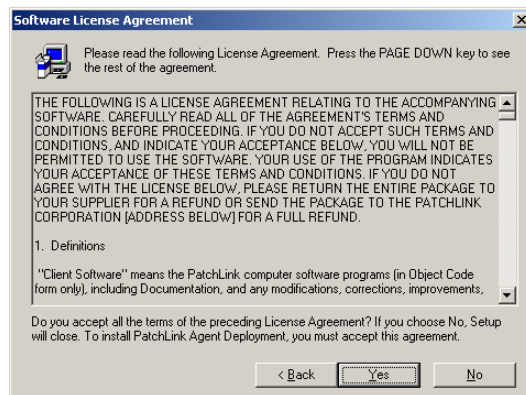 Software License Agreement
Please read the following License Agreement. Press the PAGE DOWN key to see
the rest of the agreement.
THE FOLLOWING IS A LICENSE AGREEMENT RELATING TO THE ACCOMPANYING
SOFTWARE. CAREFULLY READ ALL OF THE AGREEMENT'S TERMS AND
CONDITIONS BEFORE PROCEEDING. IF YOU DO NOT ACCEPT SUCH TERMS AND
CONDITIONS, AND INDICATE YOUR ACCEPTANCE BELOW, YOU WILL NOT BE
PERMITTED TO USE THE SOFTWARE. YOUR USE OF THE PROGRAM INDICATES
YOUR ACCEPTANCE OF THESE TERMS AND CONDITIONS. IF YOU DO NOT
AGREE WITH THE LICENSE BELOW, PLEASE RETURN THE ENTIRE PACKAGE TO
YOUR SUPPLIER FOR A REFUND OR SEND THE PACKAGE TO THE PATCHLINK
CORPORATION [ADDRESS BELOW] FOR A FULL REFUND.
1. Definitions
"Client Software" means the PatchLink computer software programs (in Object Code
form only), including Documentation, and any modifications, corrections, improvements,
Do you accept all the terms of the preceding License Agreement? If you choose No, Setup
will close. To install PatchLink Agent Deployment, you must accept this agreement.
< Back Yes No